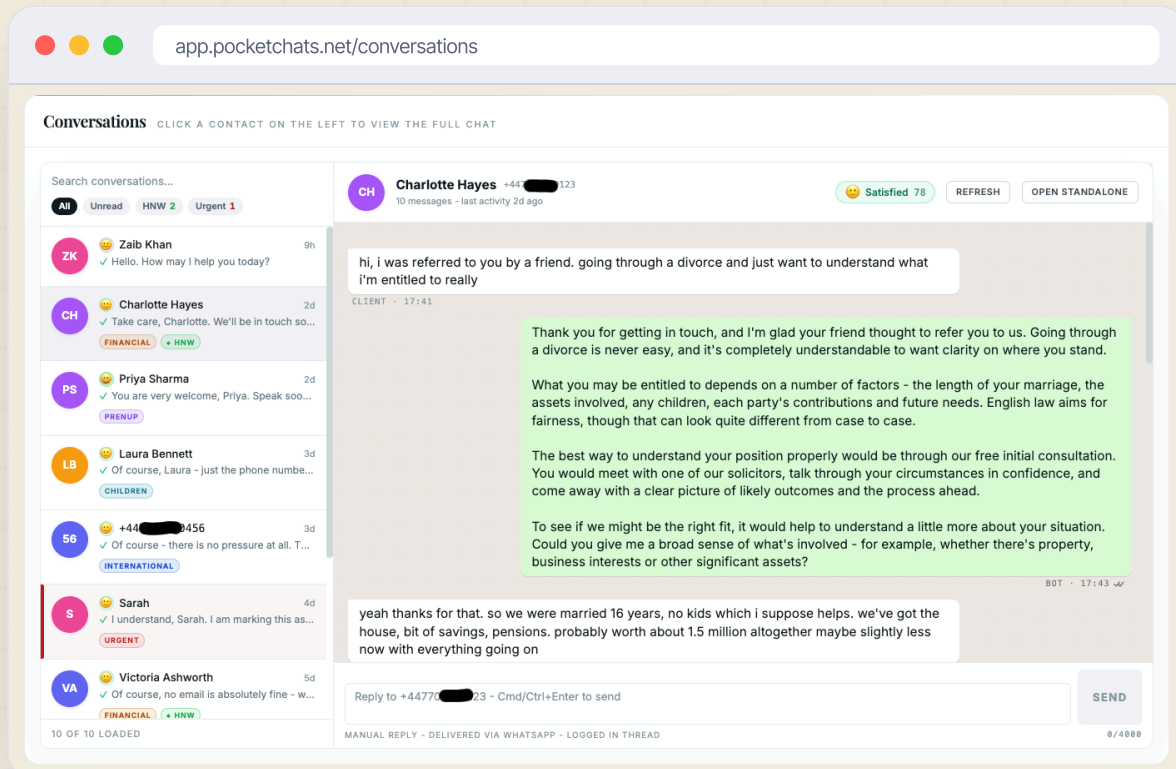 app.pocketchats.net/conversations
Conversations CLICK A CONTACT ON THE LEFT TO VIEW THE FULL CHAT
Search conversations...
All Unread HNW 2 Urgent 1
ZK Zaib Khan 9h
✓ Hello. How may I help you today?
CH Charlotte Hayes 2d
✓ Take care, Charlotte. We'll be in touch so...
FINANCIAL + HNW
PS Priya Sharma 2d
✓ You are very welcome, Priya. Speak soo...
PRENUP
LB Laura Bennett 3d
✓ Of course, Laura - just the phone numbe...
CHILDREN
56 +44 0456 3d
✓ Of course - there is no pressure at all. T...
INTERNATIONAL
S Sarah 4d
✓ I understand, Sarah. I am marking this as...
URGENT
VA Victoria Ashworth 5d
✓ Of course, no email is absolutely fine - w...
FINANCIAL + HNW
10 OF 10 LOADED
CH Charlotte Hayes +447 123
10 messages - last activity 2d ago
Satisfied 78 REFRESH OPEN STANDALONE
hi, i was referred to you by a friend. going through a divorce and just want to understand what
i'm entitled to really
CLIENT · 17:41
Thank you for getting in touch, and I'm glad your friend thought to refer you to us. Going through
a divorce is never easy, and it's completely understandable to want clarity on where you stand.
What you may be entitled to depends on a number of factors - the length of your marriage, the
assets involved, any children, each party's contributions and future needs. English law aims for
fairness, though that can look quite different from case to case.
The best way to understand your position properly would be through our free initial consultation.
You would meet with one of our solicitors, talk through your circumstances in confidence, and
come away with a clear picture of likely outcomes and the process ahead.
To see if we might be the right fit, it would help to understand a little more about your situation.
Could you give me a broad sense of what's involved - for example, whether there's property,
business interests or other significant assets?
BOT · 17:43
yeah thanks for that. so we were married 16 years, no kids which i suppose helps. we've got the
house, bit of savings, pensions. probably worth about 1.5 million altogether maybe slightly less
now with everything going on
Reply to +4477 23 - Cmd/Ctrl+Enter to send
SEND
MANUAL REPLY - DELIVERED VIA WHATSAPP - LOGGED IN THREAD 0/4000